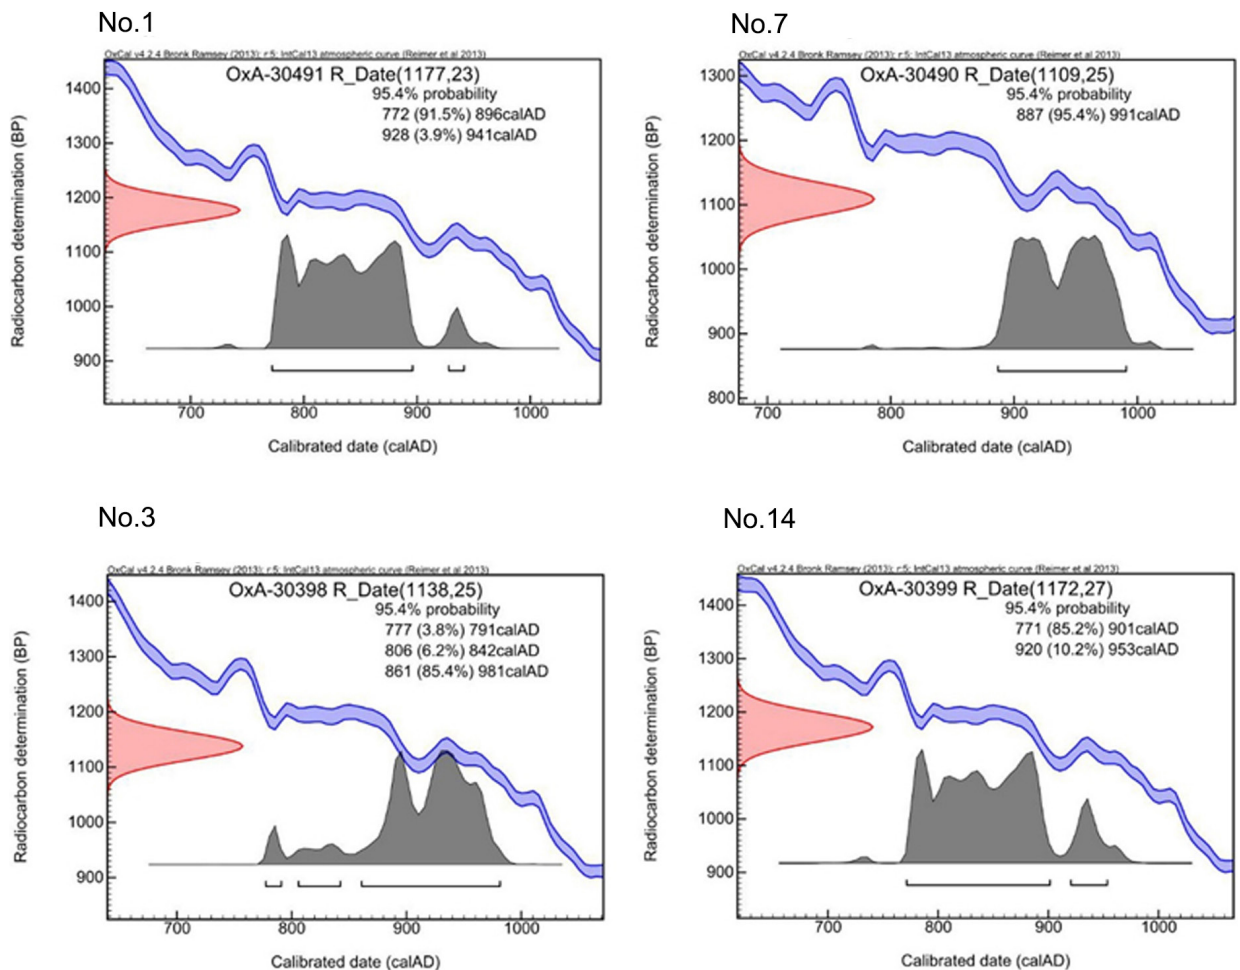 No.1
OxCal v4.2.4 Bronk Ramsey (2013); r:5; IntCal13 atmospheric curve (Reimer et al 2013)
OxA-30491 R_Date(1177,23)
95.4% probability
772 (91.5%) 896calAD
928 (3.9%) 941calAD
Radiocarbon determination (BP)
1400
1300
1200
1100
1000
900
700 800 900 1000
Calibrated date (calAD)
No.7
OxCal v4.2.4 Bronk Ramsey (2013); r:5; IntCal13 atmospheric curve (Reimer et al 2013)
OxA-30490 R_Date(1109,25)
95.4% probability
887 (95.4%) 991calAD
Radiocarbon determination (BP)
1300
1200
1100
1000
900
800
700 800 900 1000
Calibrated date (calAD)
No.3
OxCal v4.2.4 Bronk Ramsey (2013); r:5; IntCal13 atmospheric curve (Reimer et al 2013)
OxA-30398 R_Date(1138,25)
95.4% probability
777 (3.8%) 791calAD
806 (6.2%) 842calAD
861 (85.4%) 981calAD
Radiocarbon determination (BP)
1400
1300
1200
1100
1000
900
700 800 900 1000
Calibrated date (calAD)
No.14
OxCal v4.2.4 Bronk Ramsey (2013); r:5; IntCal13 atmospheric curve (Reimer et al 2013)
OxA-30399 R_Date(1172,27)
95.4% probability
771 (85.2%) 901calAD
920 (10.2%) 953calAD
Radiocarbon determination (BP)
1400
1300
1200
1100
1000
900
700 800 900 1000
Calibrated date (calAD)